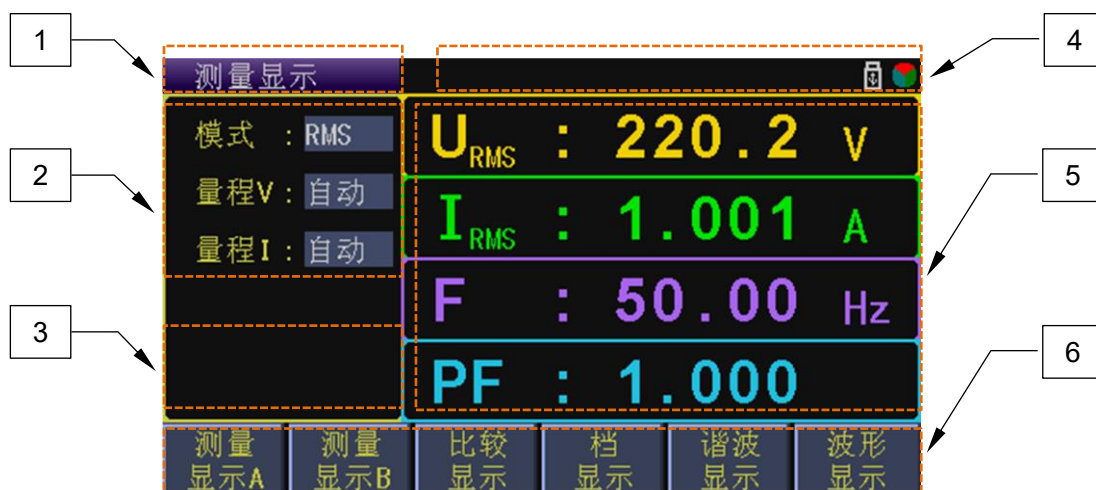 1
4
测量显示
模式 : RMS
量程V : 自动
量程I : 自动
2
3
URMS : 220.2 V
IRMS : 1.001 A
F : 50.00 Hz
PF : 1.000
5
6
测量 显示A
测量 显示B
比较 显示
档 显示
谐波 显示
波形 显示